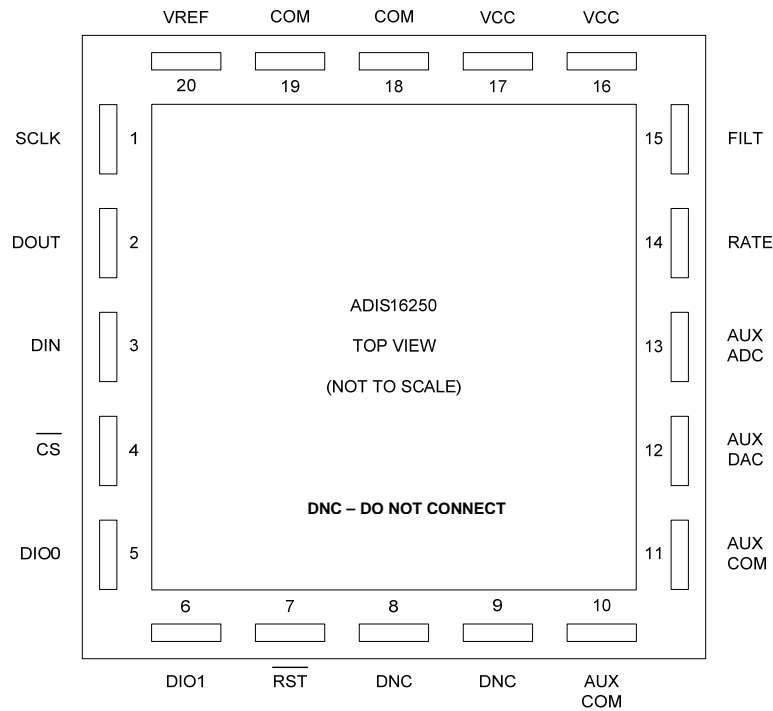 VREF COM COM VCC VCC
20 19 18 17 16
SCLK 1 15 FILT
DOUT 2 14 RATE
ADIS16250
DIN 3 TOP VIEW 13 AUX ADC
(NOT TO SCALE)
C̅S̅ 4 12 AUX DAC
DNC – DO NOT CONNECT
DIO0 5 11 AUX COM
6 7 8 9 10
DIO1 R̅S̅T̅ DNC DNC AUX COM